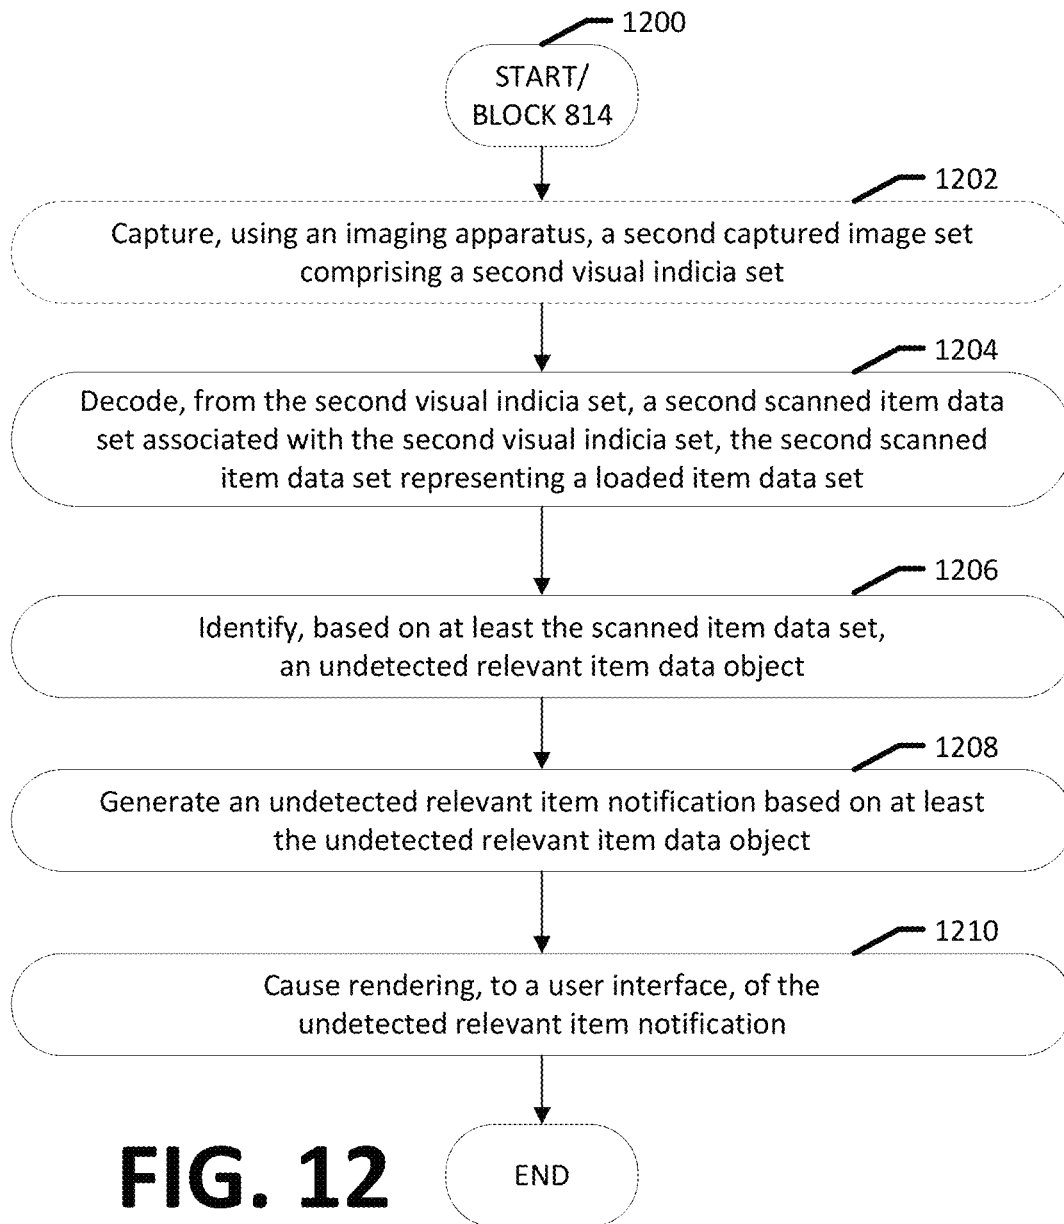 1200
START/
BLOCK 814
1202
Capture, using an imaging apparatus, a second captured image set
comprising a second visual indicia set
1204
Decode, from the second visual indicia set, a second scanned item data
set associated with the second visual indicia set, the second scanned
item data set representing a loaded item data set
1206
Identify, based on at least the scanned item data set,
an undetected relevant item data object
1208
Generate an undetected relevant item notification based on at least
the undetected relevant item data object
1210
Cause rendering, to a user interface, of the
undetected relevant item notification
END
FIG. 12